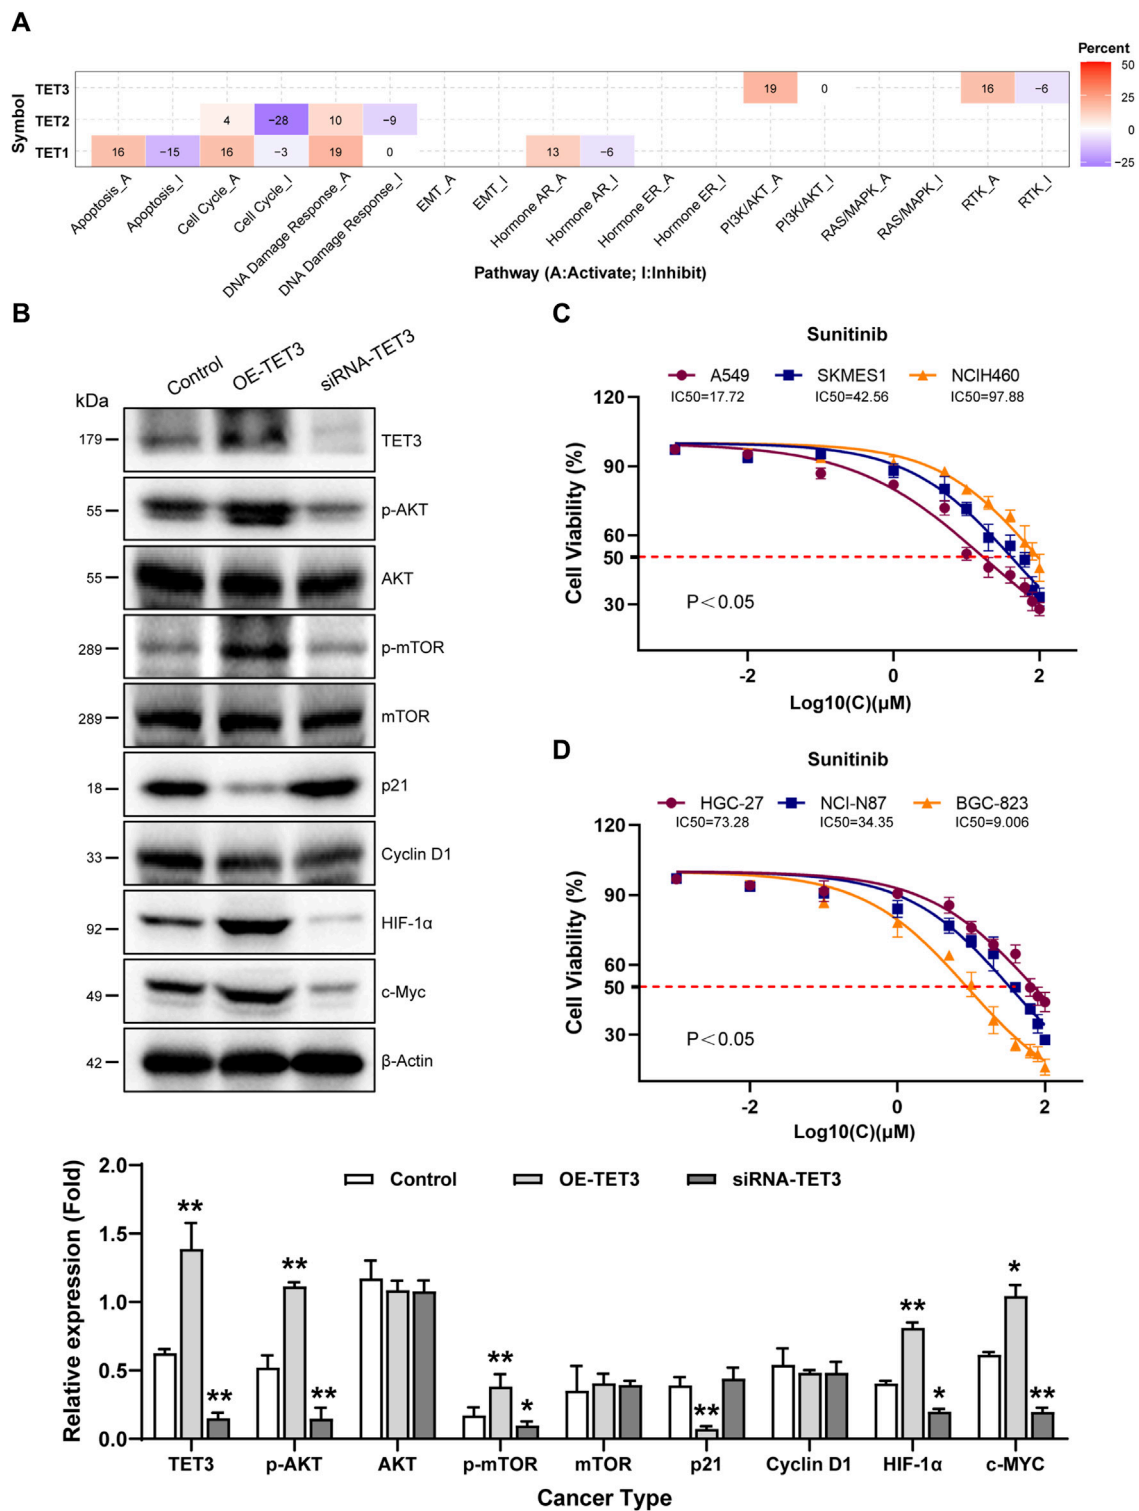 A
Percent
50
25
0
−25
Symbol
TET3
TET2
TET1
19
0
16
−6
4
−28
10
−9
16
−15
16
−3
19
0
13
−6
Apoptosis_A
Apoptosis_I
Cell Cycle_A
Cell Cycle_I
DNA Damage Response_A
DNA Damage Response_I
EMT_A
EMT_I
Hormone AR_A
Hormone AR_I
Hormone ER_A
Hormone ER_I
PI3K/AKT_A
PI3K/AKT_I
RAS/MAPK_A
RAS/MAPK_I
RTK_A
RTK_I
Pathway (A:Activate; I:Inhibit)
B
Control
OE-TET3
siRNA-TET3
kDa
179
TET3
55
p-AKT
55
AKT
289
p-mTOR
289
mTOR
18
p21
33
Cyclin D1
92
HIF-1α
49
c-Myc
42
β-Actin
C
Sunitinib
A549
SKMES1
NCIH460
IC50=17.72
IC50=42.56
IC50=97.88
120
90
60
50
30
Cell Viability (%)
P<0.05
-2
0
2
Log10(C)(μM)
D
Sunitinib
HGC-27
NCI-N87
BGC-823
IC50=73.28
IC50=34.35
IC50=9.006
120
90
60
50
30
Cell Viability (%)
P<0.05
-2
0
2
Log10(C)(μM)
Relative expression (Fold)
2.0
1.5
1.0
0.5
0.0
Control
OE-TET3
siRNA-TET3
**
**
**
**
**
*
**
**
*
*
**
TET3
p-AKT
AKT
p-mTOR
mTOR
p21
Cyclin D1
HIF-1α
c-MYC
Cancer Type